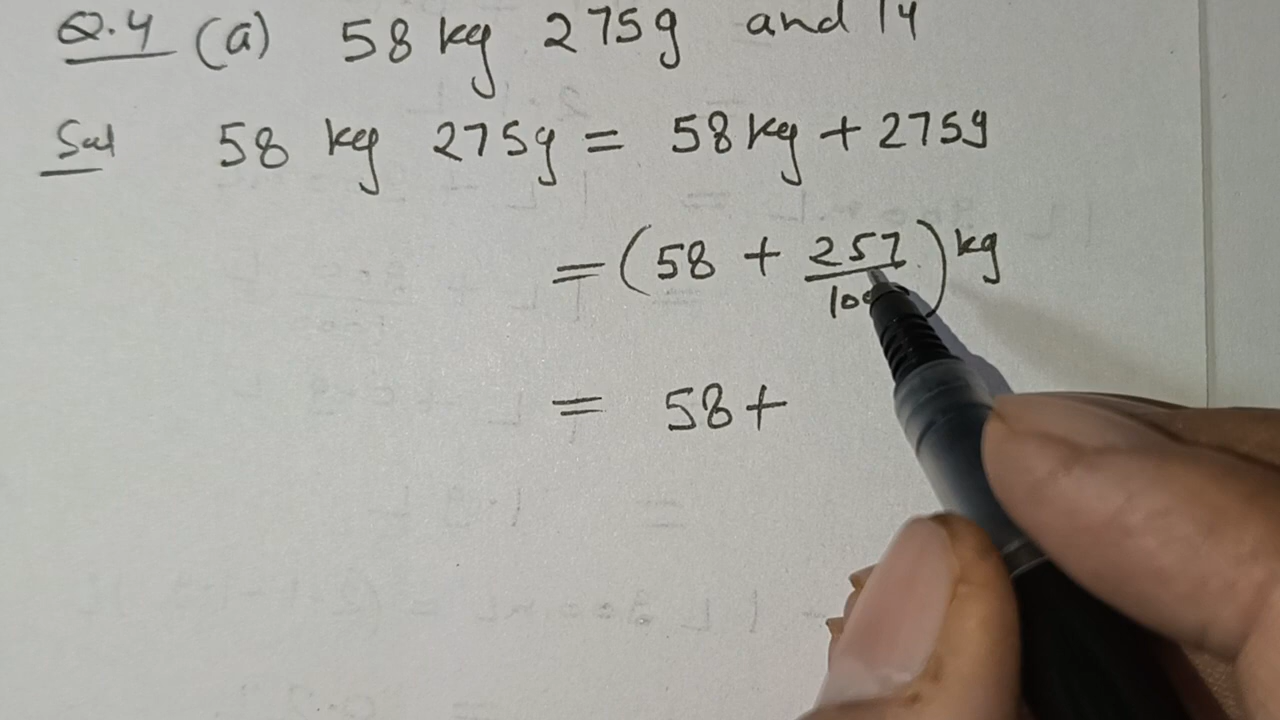 Q.4 (a) 58 kg 275g and 14
Sol 58 kg 275g = 58 kg + 275g
= (58 + 257/100) kg
= 58 +